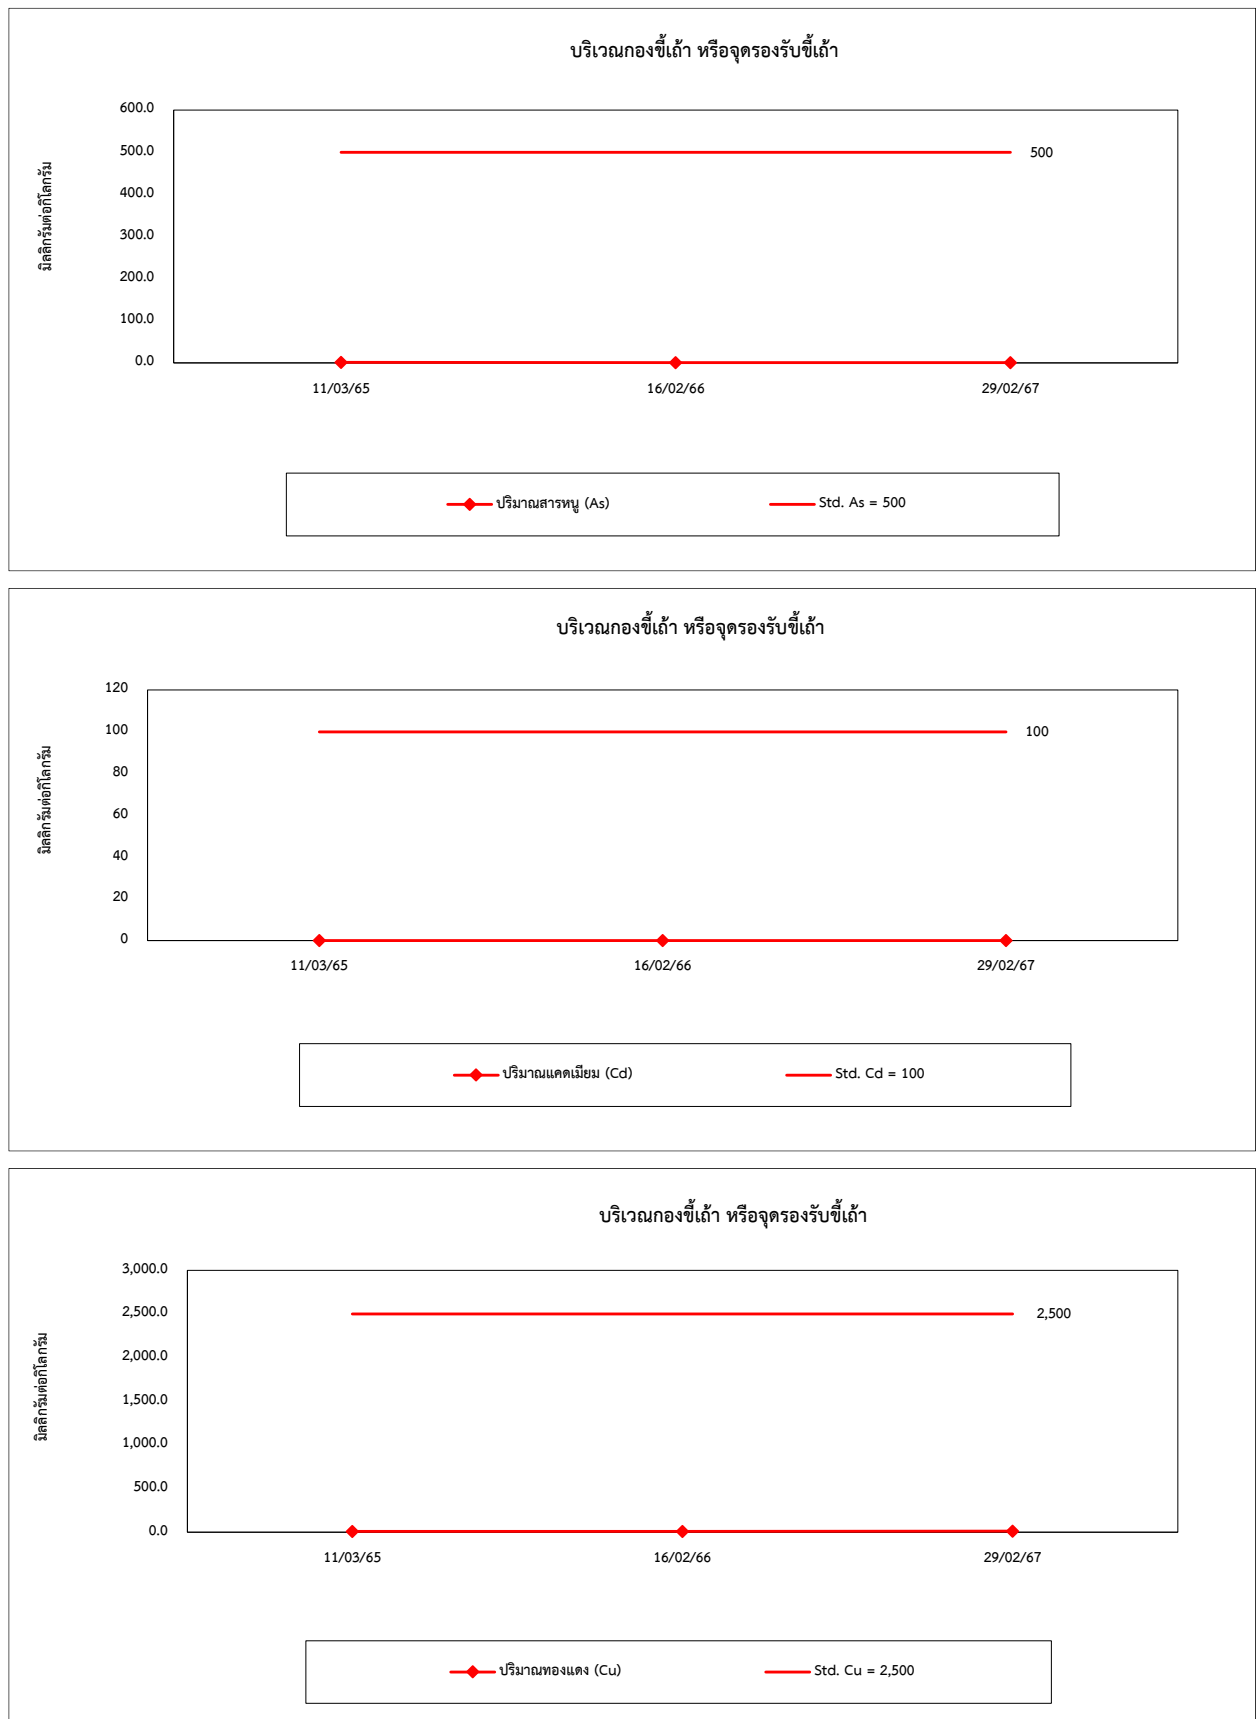 บริเวณกองขี้เถ้า หรือจุดรองรับขี้เถ้า
มิลลิกรัมต่อกิโลกรัม
600.0
500.0
400.0
300.0
200.0
100.0
0.0
500
11/03/65 16/02/66 29/02/67
ปริมาณสารหนู (As) Std. As = 500
บริเวณกองขี้เถ้า หรือจุดรองรับขี้เถ้า
มิลลิกรัมต่อกิโลกรัม
120
100
80
60
40
20
0
100
11/03/65 16/02/66 29/02/67
ปริมาณแคดเมียม (Cd) Std. Cd = 100
บริเวณกองขี้เถ้า หรือจุดรองรับขี้เถ้า
มิลลิกรัมต่อกิโลกรัม
3,000.0
2,500.0
2,000.0
1,500.0
1,000.0
500.0
0.0
2,500
11/03/65 16/02/66 29/02/67
ปริมาณทองแดง (Cu) Std. Cu = 2,500